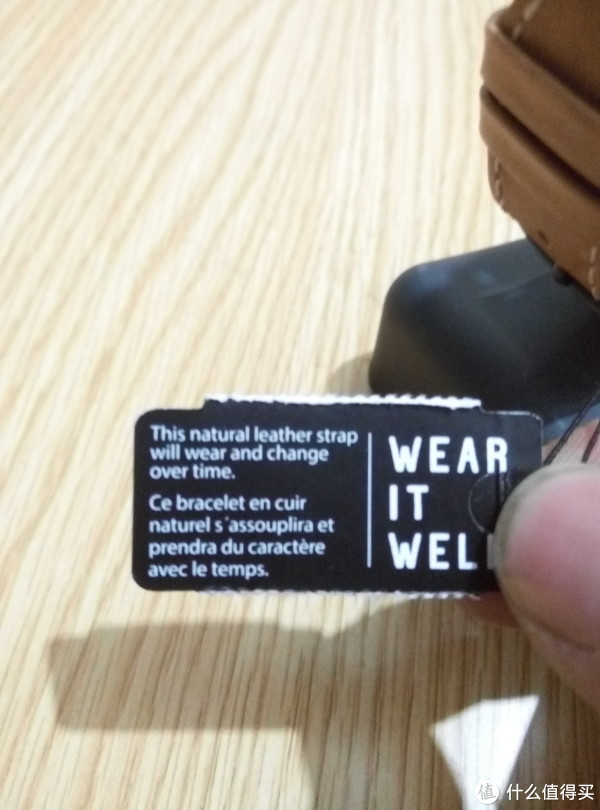 This natural leather strap
will wear and change
over time.
Ce bracelet en cuir
naturel s´assouplira et
prendra du caractère
avec le temps.
WEAR
IT
WEL
值 什么值得买